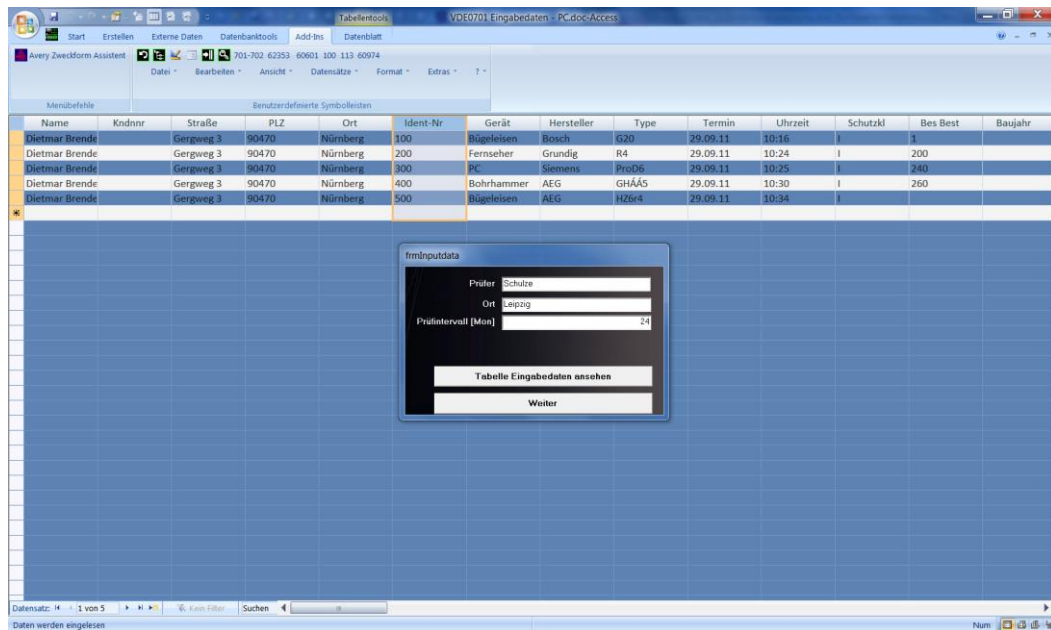 Tabellentools VDE0701 Eingabedaten - PC.doc-Access
Start Erstellen Externe Daten Datenbanktools Add-Ins Datenblatt
Avery Zweckform Assistent 701-702 62353 60601 100 113 60974
Datei Bearbeiten Ansicht Datensätze Format Extras ?
Menübefehle Benutzerdefinierte Symbolleisten
Name Kndnnr Straße PLZ Ort Ident-Nr Gerät Hersteller Type Termin Uhrzeit Schutzkl Bes Best Baujahr
Dietmar Brende Gergweg 3 90470 Nürnberg 100 Bügeleisen Bosch G20 29.09.11 10:16 I 1
Dietmar Brende Gergweg 3 90470 Nürnberg 200 Fernseher Grundig R4 29.09.11 10:24 I 200
Dietmar Brende Gergweg 3 90470 Nürnberg 300 PC Siemens ProD6 29.09.11 10:25 I 240
Dietmar Brende Gergweg 3 90470 Nürnberg 400 Bohrhammer AEG GHÁÁ5 29.09.11 10:30 I 260
Dietmar Brende Gergweg 3 90470 Nürnberg 500 Bügeleisen AEG HZ6r4 29.09.11 10:34 I
frmInputdata
Prüfer Schulze
Ort Leipzig
Prüfintervall [Mon] 24
Tabelle Eingabedaten ansehen
Weiter
Datensatz: 1 von 5 Kein Filter Suchen
Daten werden eingelesen Num